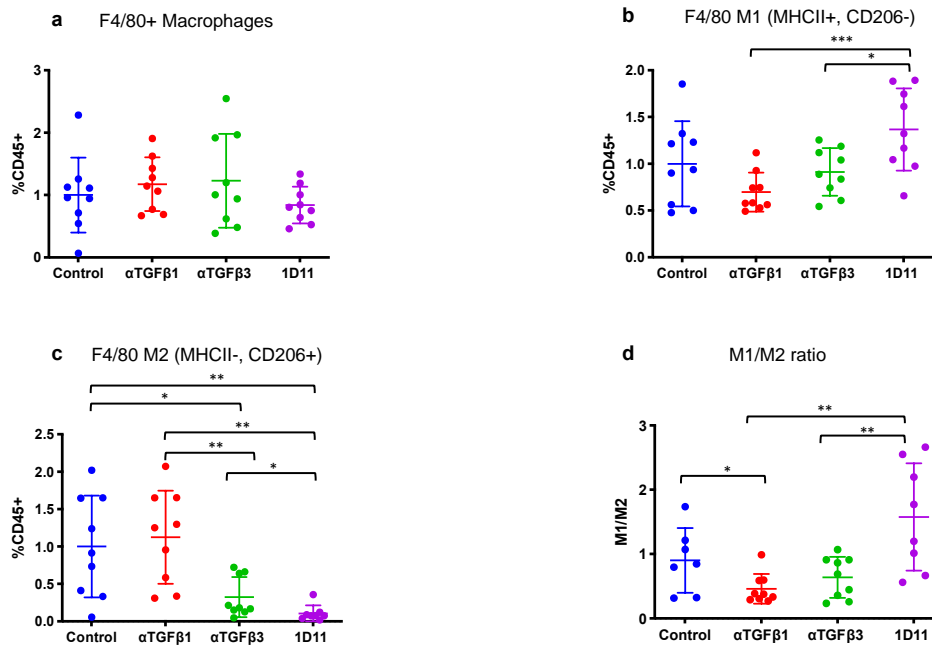 a F4/80+ Macrophages
%CD45+
3
2
1
0
Control αTGFβ1 αTGFβ3 1D11
b F4/80 M1 (MHCII+, CD206-)
***
*
%CD45+
2.0
1.5
1.0
0.5
0.0
Control αTGFβ1 αTGFβ3 1D11
c F4/80 M2 (MHCII-, CD206+)
**
*
**
**
*
%CD45+
2.5
2.0
1.5
1.0
0.5
0.0
Control αTGFβ1 αTGFβ3 1D11
d M1/M2 ratio
**
**
*
M1/M2
3
2
1
0
Control αTGFβ1 αTGFβ3 1D11